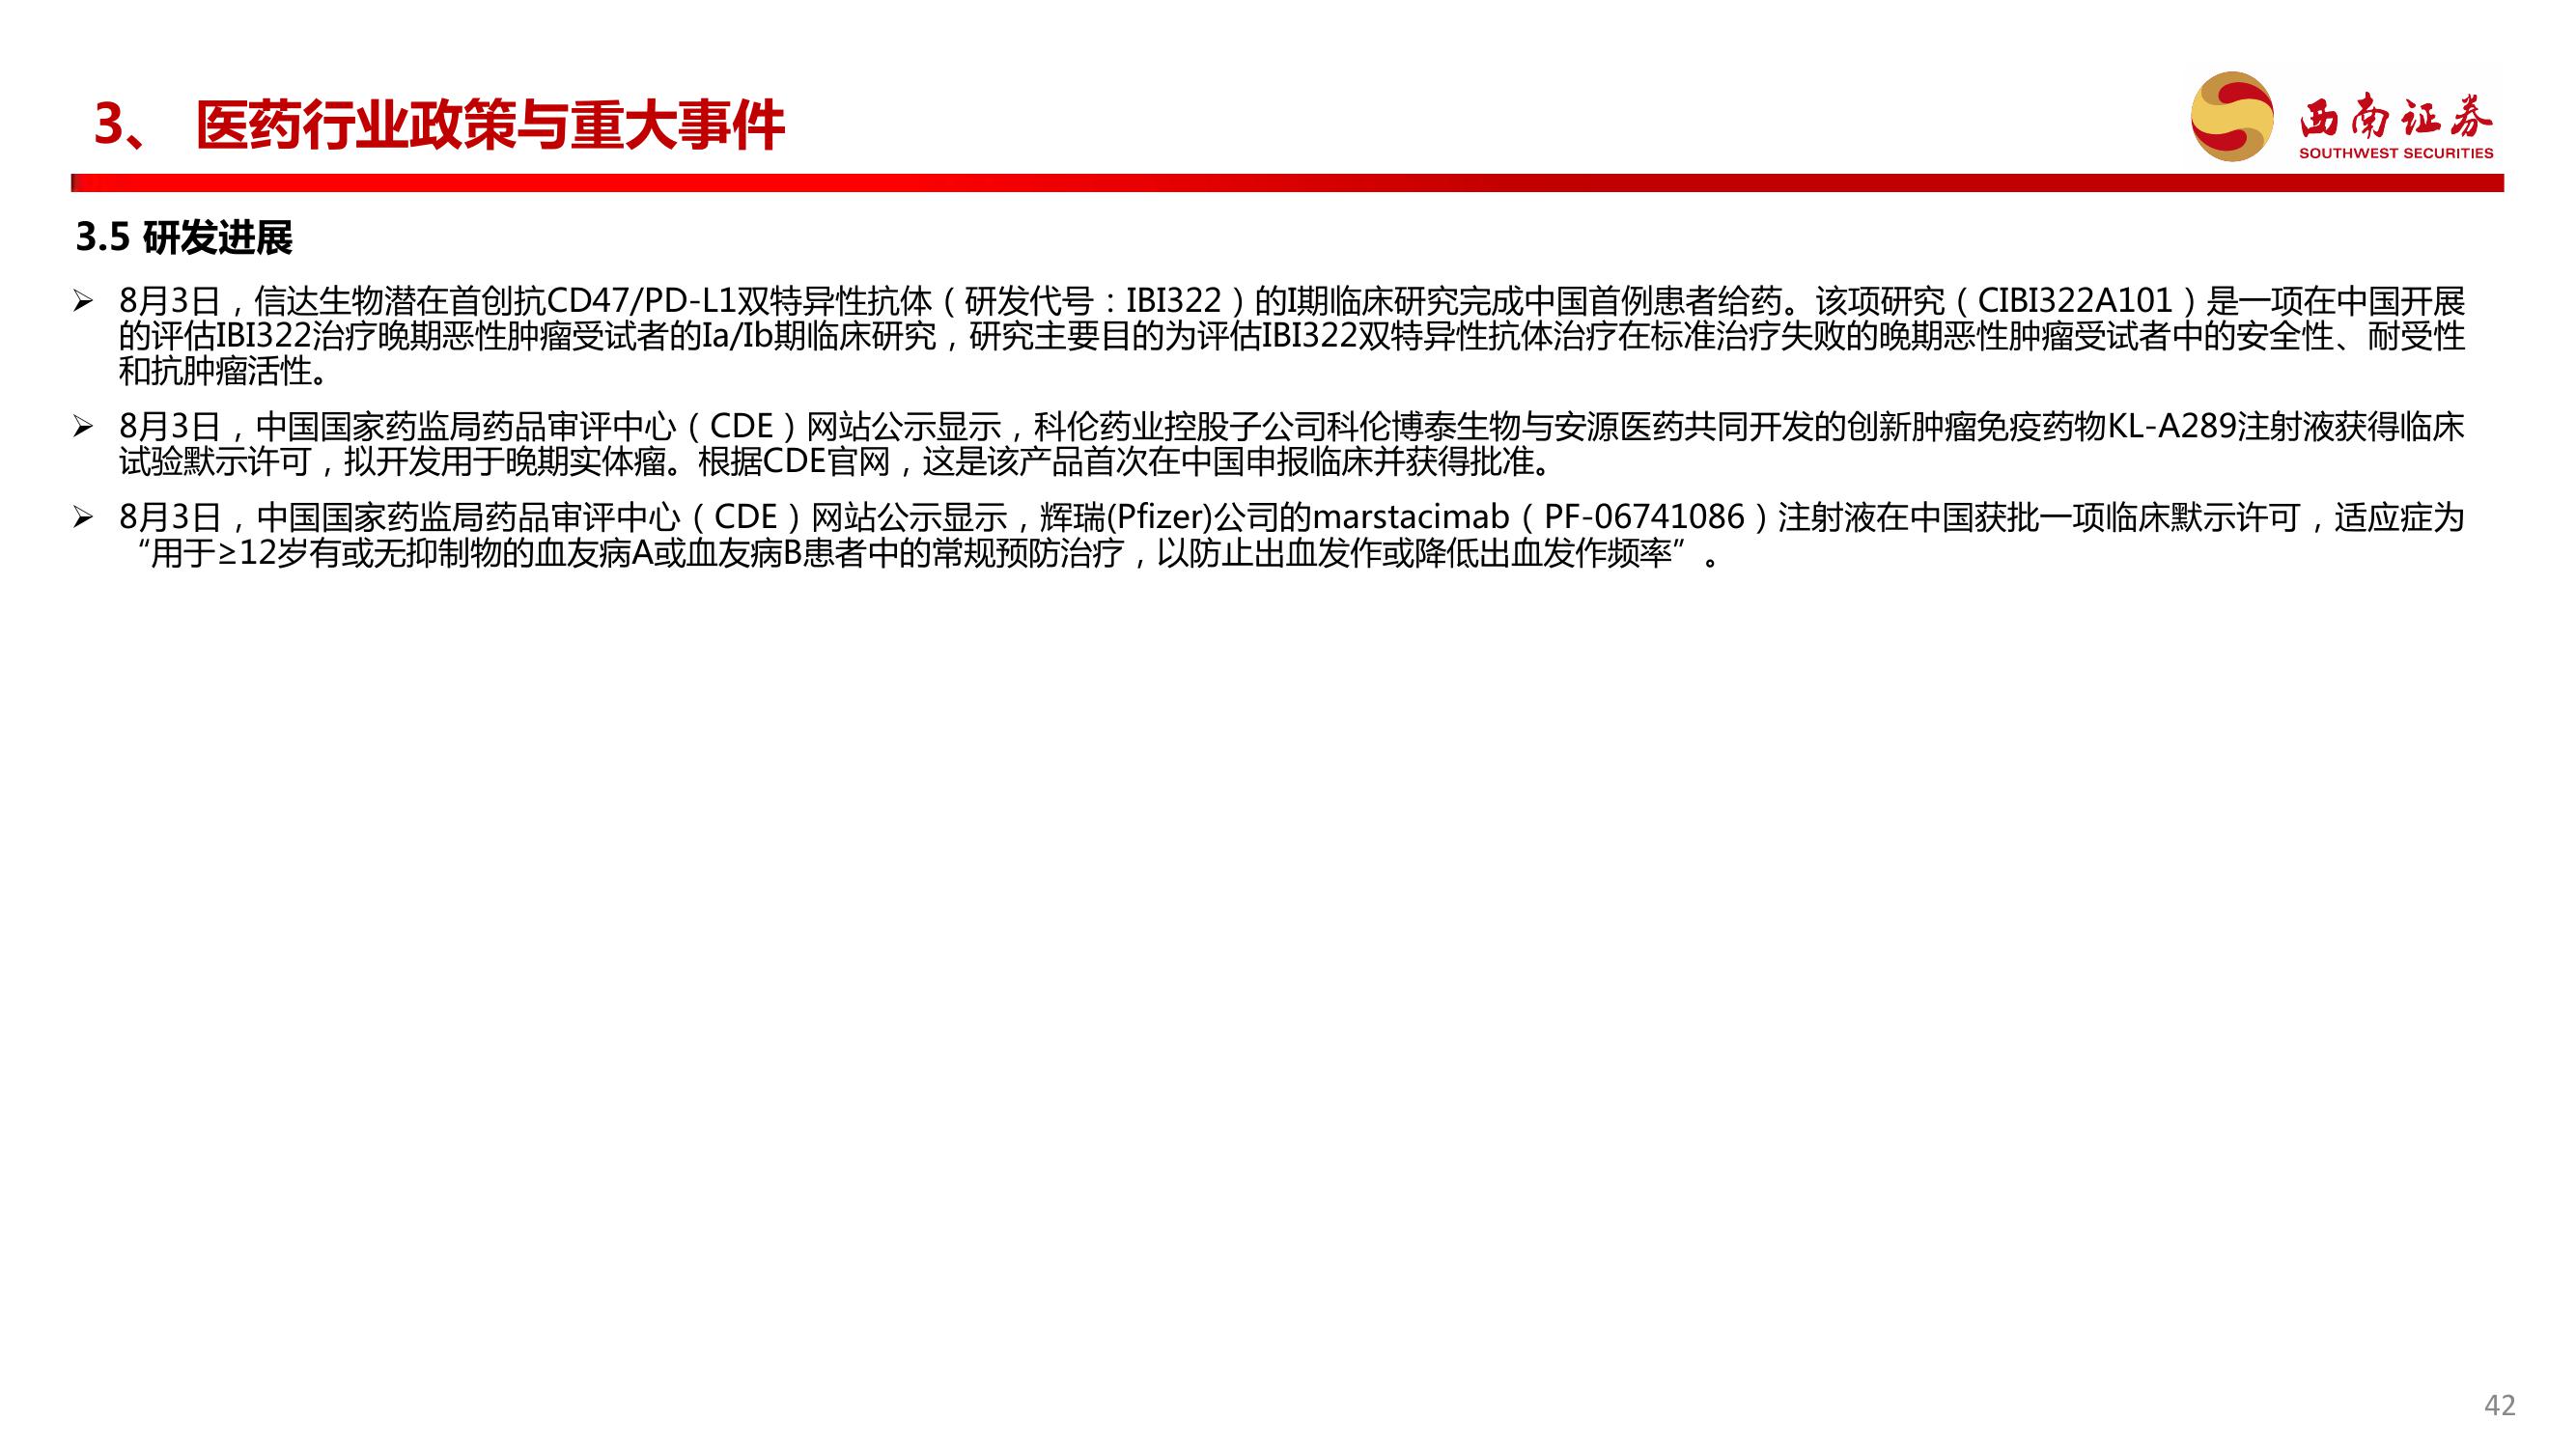 3、 医药行业政策与重大事件
西南证券
SOUTHWEST SECURITIES
3.5 研发进展
➢ 8月3日，信达生物潜在首创抗CD47/PD-L1双特异性抗体（研发代号：IBI322）的I期临床研究完成中国首例患者给药。该项研究（CIBI322A101）是一项在中国开展
的评估IBI322治疗晚期恶性肿瘤受试者的Ia/Ib期临床研究，研究主要目的为评估IBI322双特异性抗体治疗在标准治疗失败的晚期恶性肿瘤受试者中的安全性、耐受性
和抗肿瘤活性。
➢ 8月3日，中国国家药监局药品审评中心（CDE）网站公示显示，科伦药业控股子公司科伦博泰生物与安源医药共同开发的创新肿瘤免疫药物KL-A289注射液获得临床
试验默示许可，拟开发用于晚期实体瘤。根据CDE官网，这是该产品首次在中国申报临床并获得批准。
➢ 8月3日，中国国家药监局药品审评中心（CDE）网站公示显示，辉瑞(Pfizer)公司的marstacimab（PF-06741086）注射液在中国获批一项临床默示许可，适应症为
“用于≥12岁有或无抑制物的血友病A或血友病B患者中的常规预防治疗，以防止出血发作或降低出血发作频率”。
42